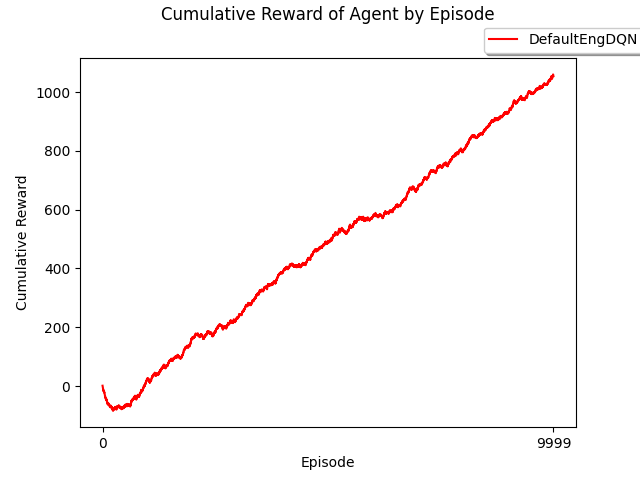 Cumulative Reward of Agent by Episode
DefaultEngDQN
1000
800
600
400
200
0
Cumulative Reward
0
9999
Episode